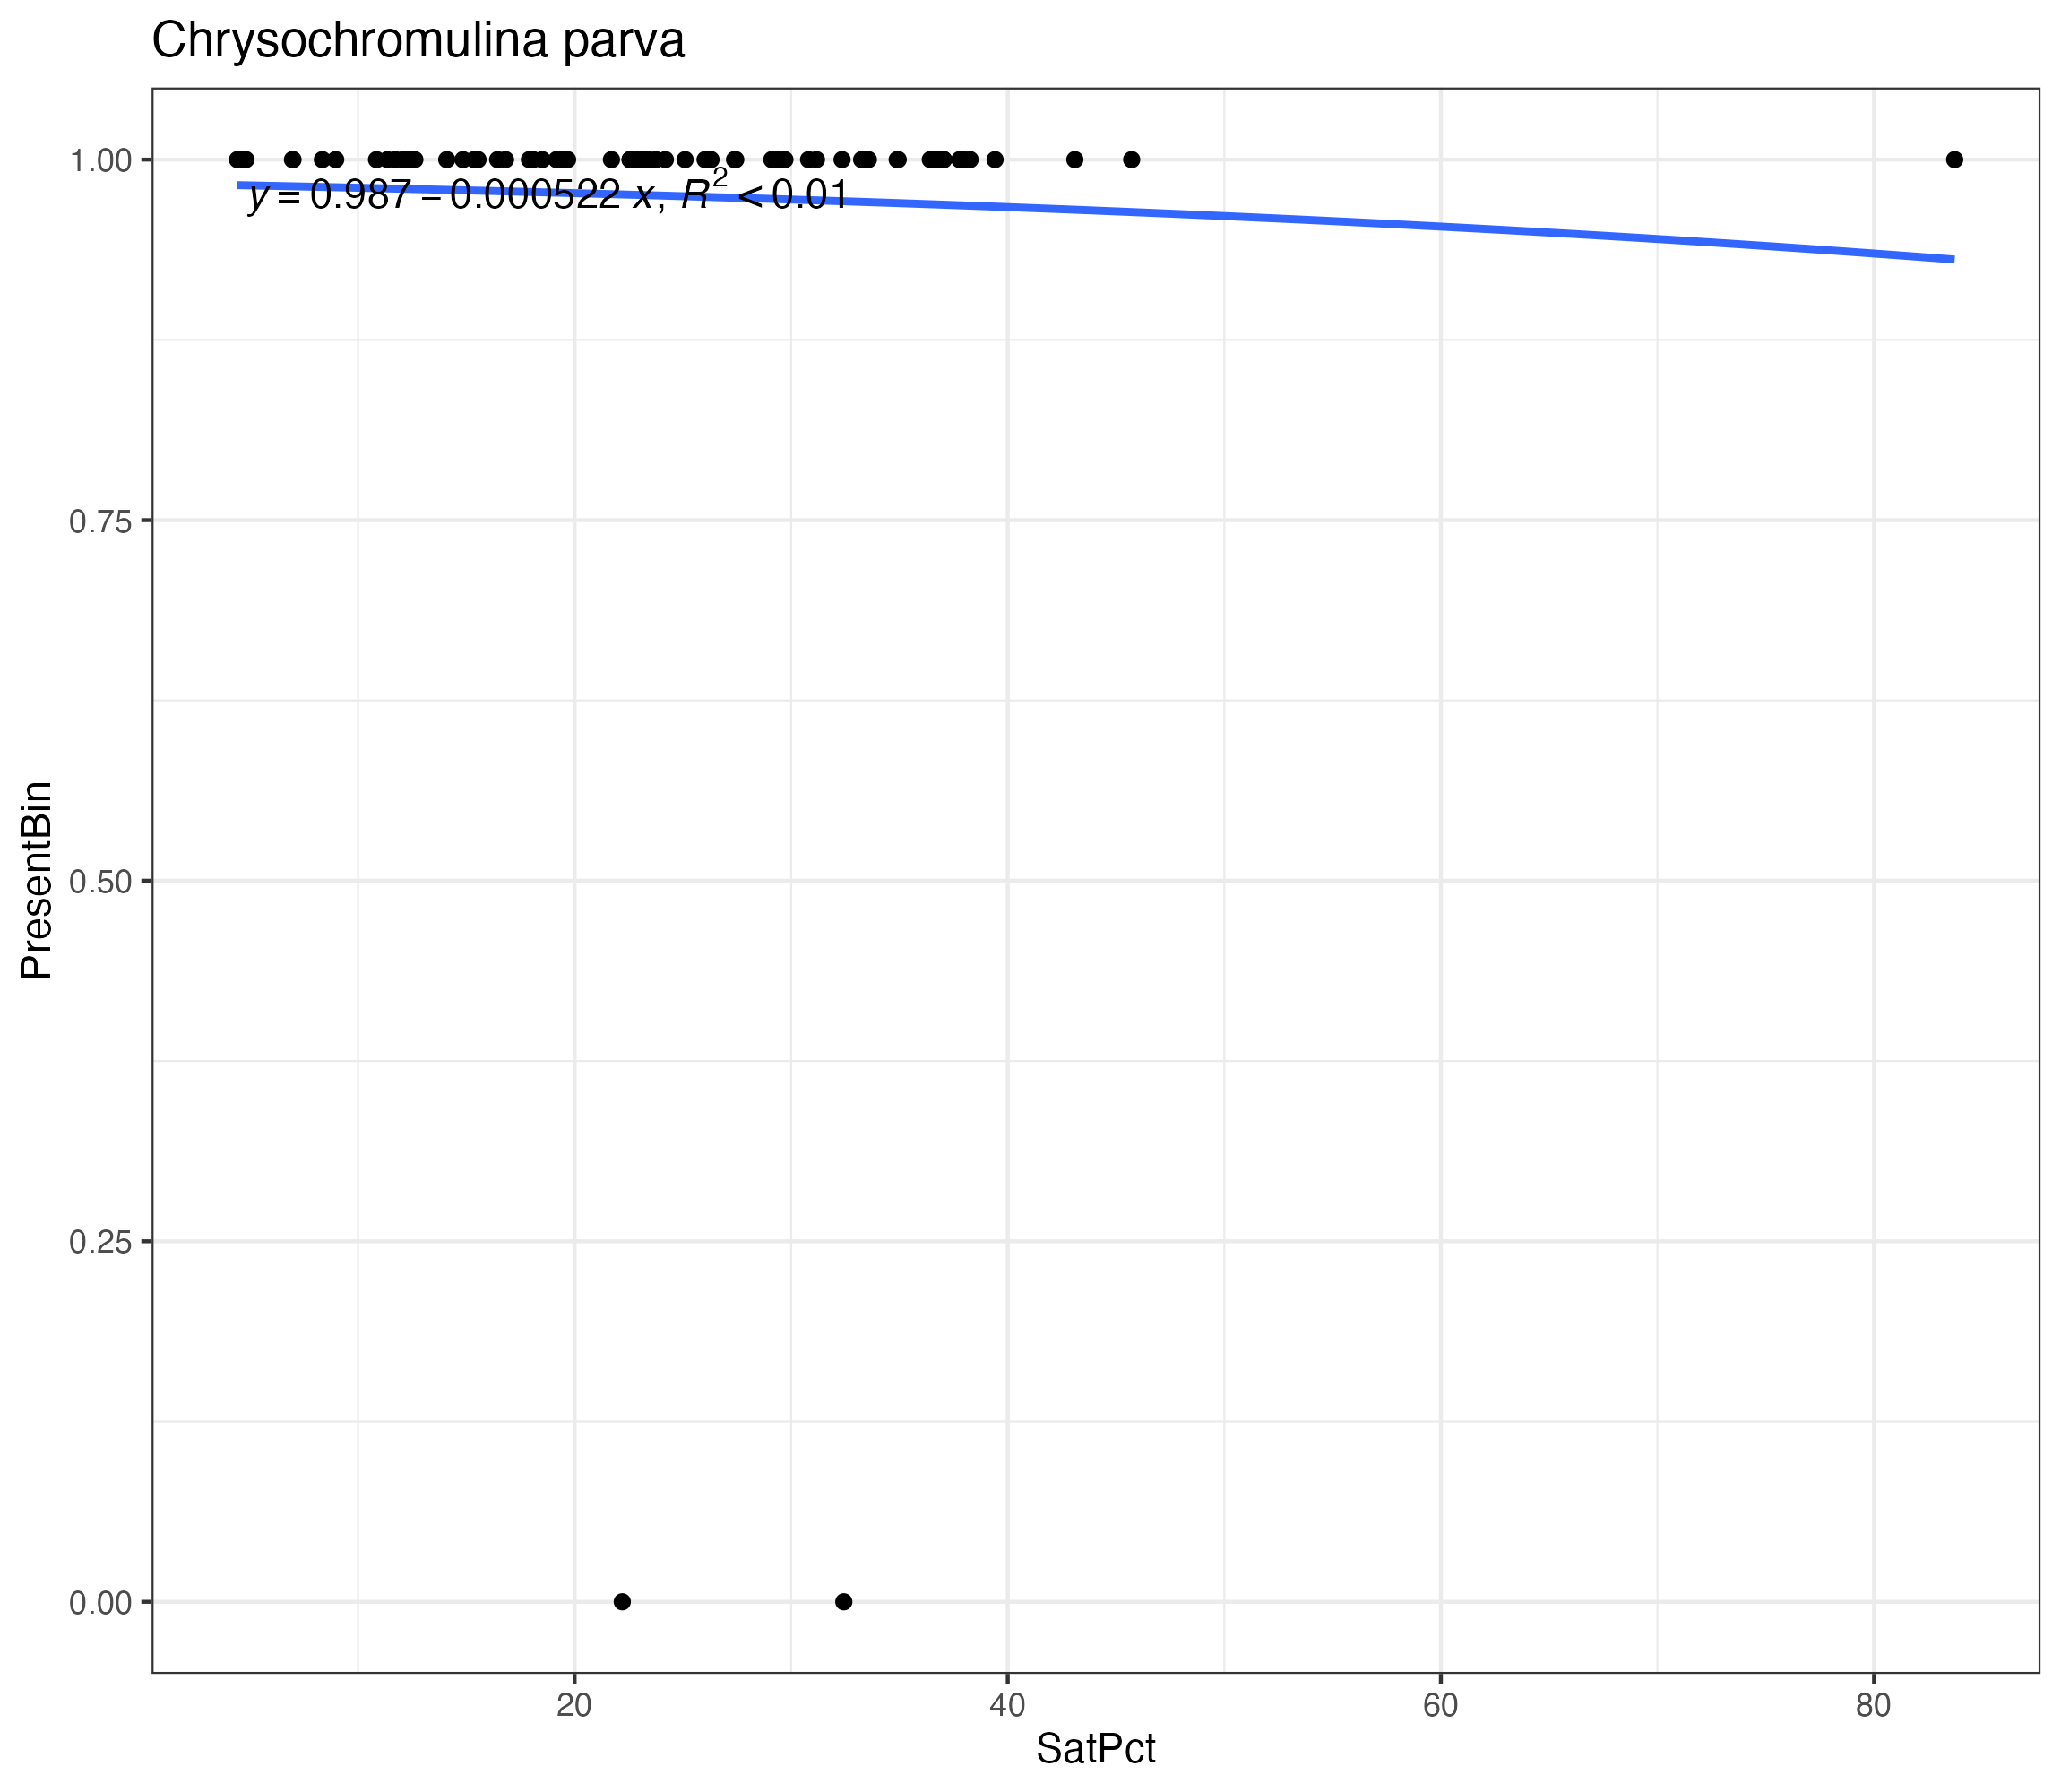 Chrysochromulina parva
1.00
y = 0.987 − 0.000522 x, R² < 0.01
0.75
PresentBin
0.50
0.25
0.00
20 40 60 80
SatPct